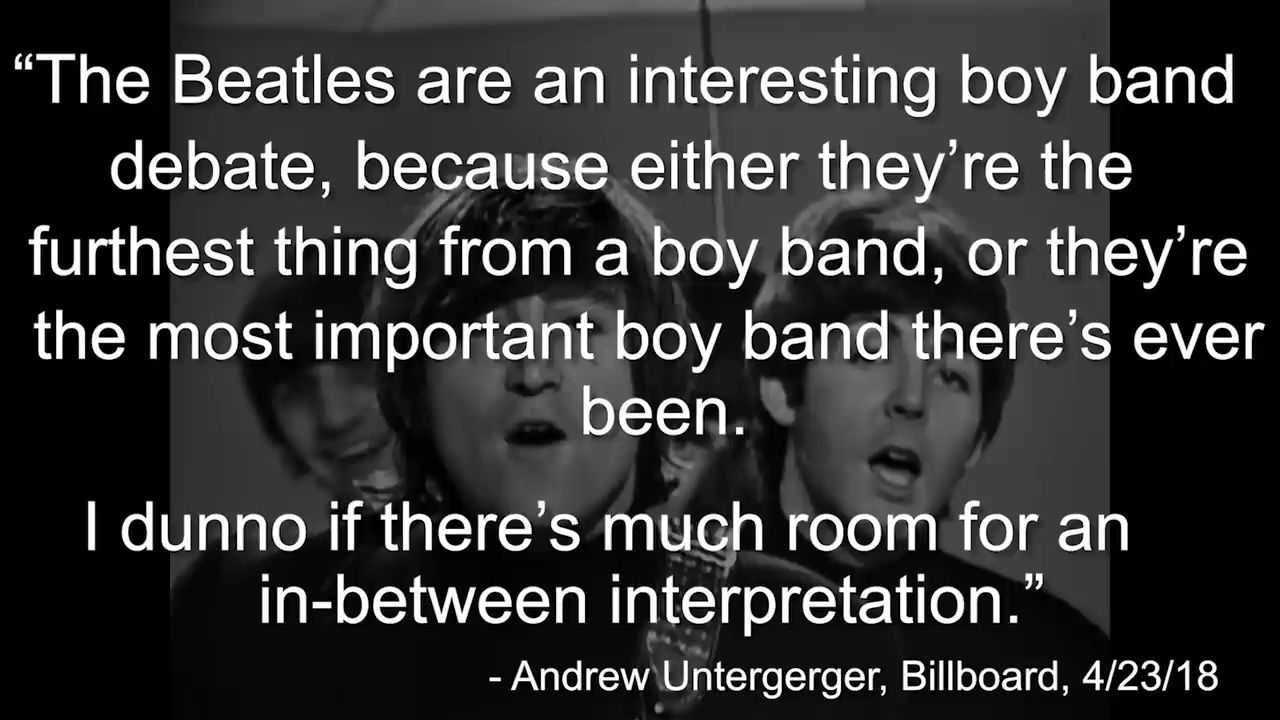 “The Beatles are an interesting boy band
debate, because either they’re the
furthest thing from a boy band, or they’re
the most important boy band there’s ever
been.
I dunno if there’s much room for an
in-between interpretation.”
- Andrew Untergerger, Billboard, 4/23/18